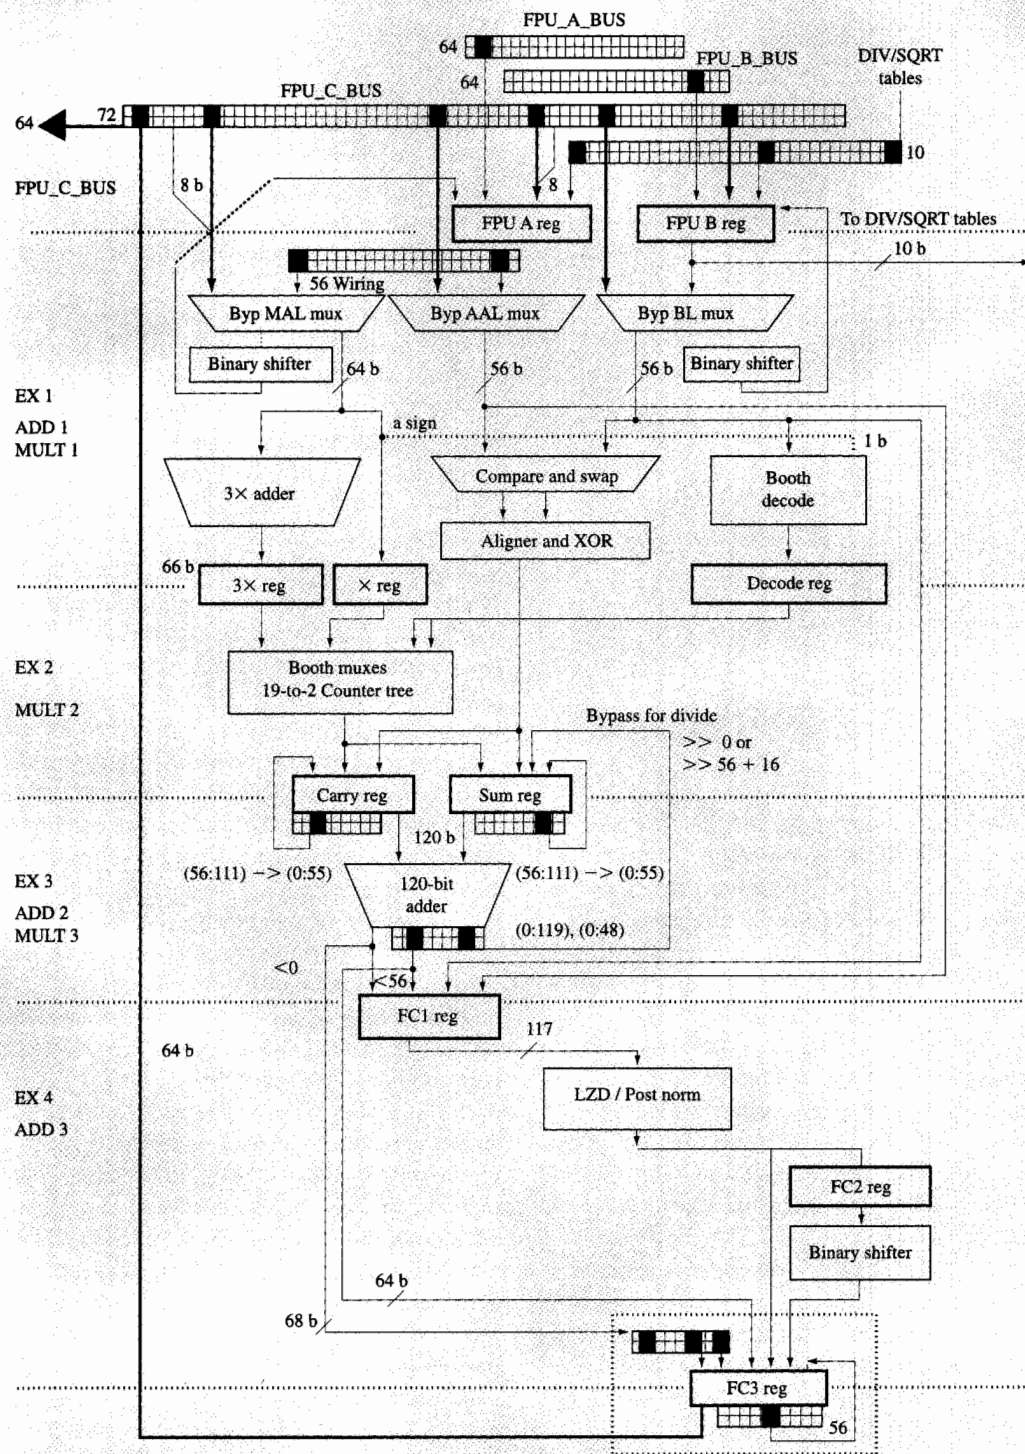 FPU_A_BUS
64
FPU_B_BUS
64
DIV/SQRT
tables
FPU_C_BUS
64
72
10
FPU_C_BUS
8 b
8
FPU A reg
FPU B reg
To DIV/SQRT tables
10 b
56 Wiring
Byp MAL mux
Byp AAL mux
Byp BL mux
Binary shifter
64 b
56 b
56 b
Binary shifter
EX 1
ADD 1
MULT 1
a sign
1 b
3× adder
Compare and swap
Booth
decode
Aligner and XOR
66 b
3× reg
× reg
Decode reg
EX 2
MULT 2
Booth muxes
19-to-2 Counter tree
Bypass for divide
>> 0 or
>> 56 + 16
Carry reg
Sum reg
120 b
(56:111) –> (0:55)
(56:111) –> (0:55)
EX 3
ADD 2
MULT 3
120-bit
adder
(0:119), (0:48)
<0
<56
FC1 reg
117
64 b
EX 4
ADD 3
LZD / Post norm
FC2 reg
Binary shifter
64 b
68 b
FC3 reg
56